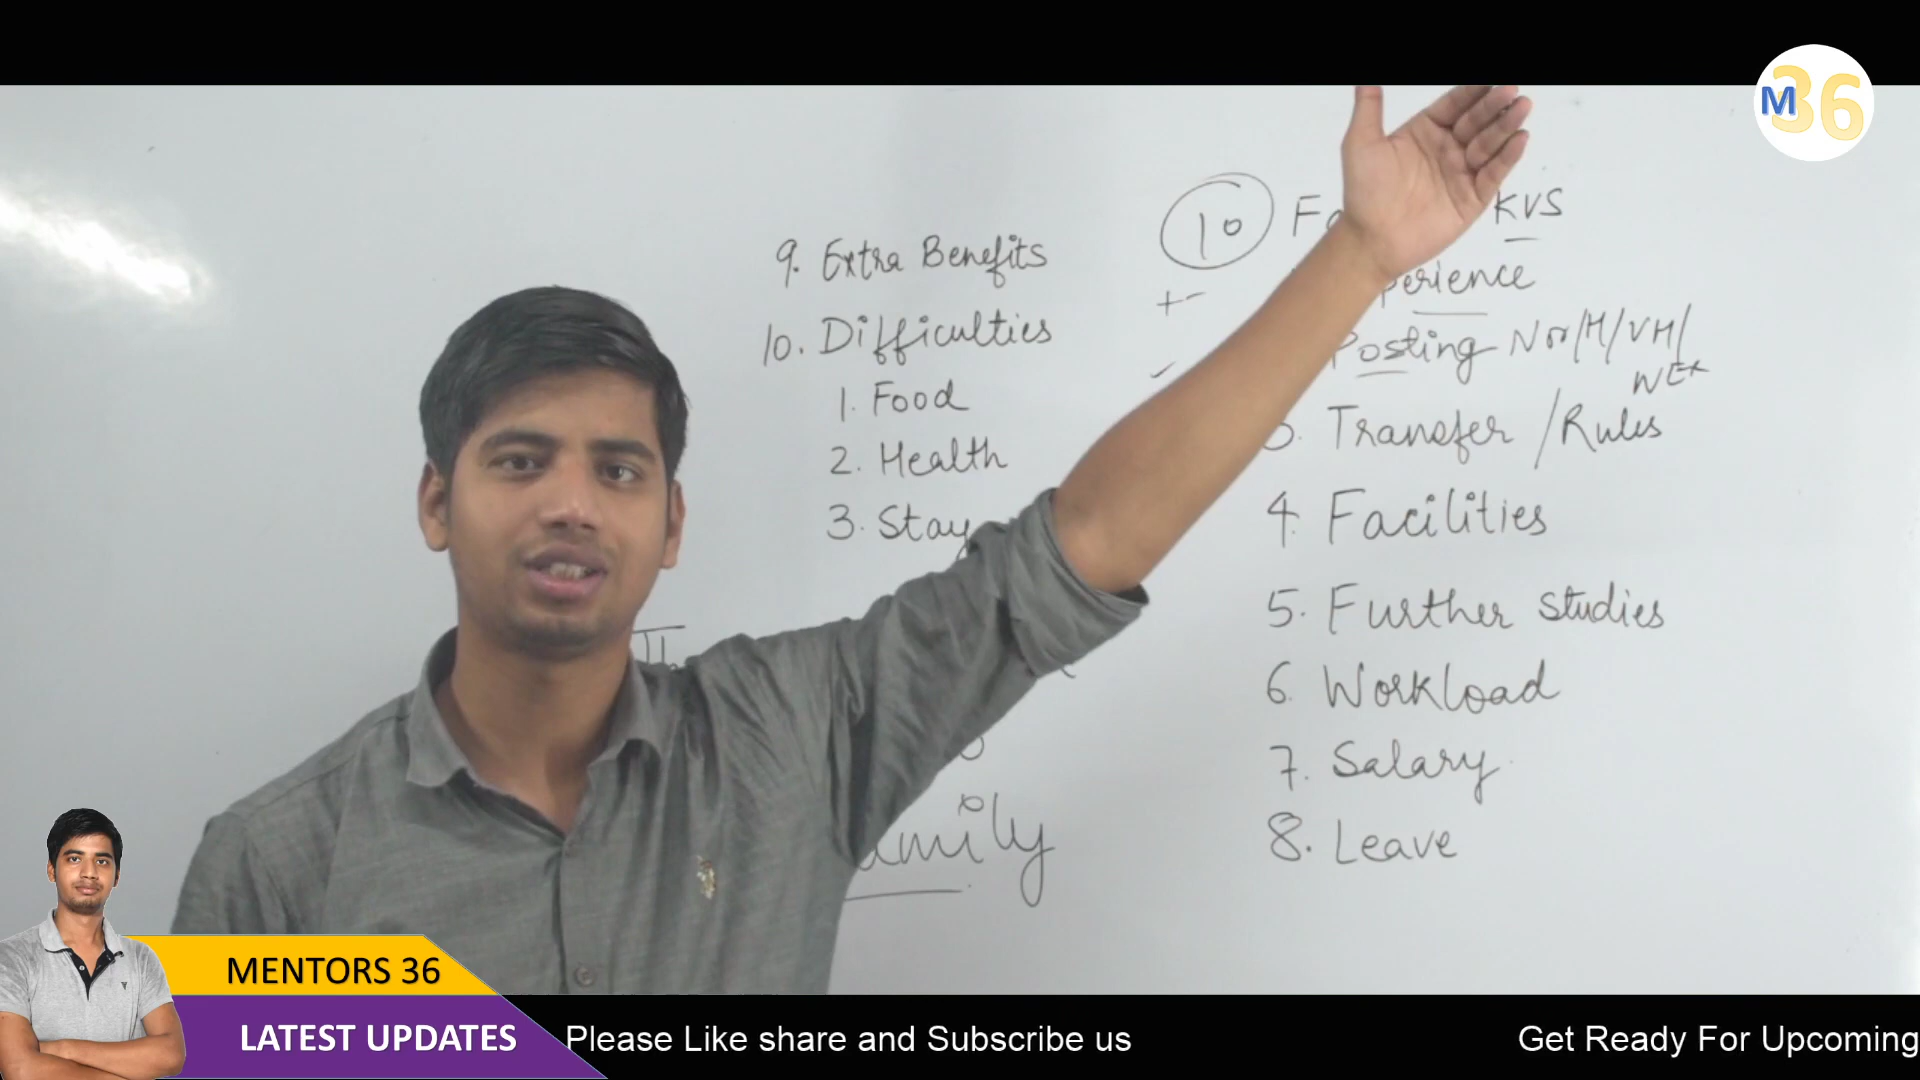 M36
10 KVS
+-
Posting Nor/H/VH/
Transfer / Rules
4. Facilities
5. Further Studies
6. Workload
7. Salary
8. Leave
9. Extra Benefits
10. Difficulties
1. Food
2. Health
3. Stay
MENTORS 36
LATEST UPDATES
Please Like share and Subscribe us
Get Ready For Upcoming